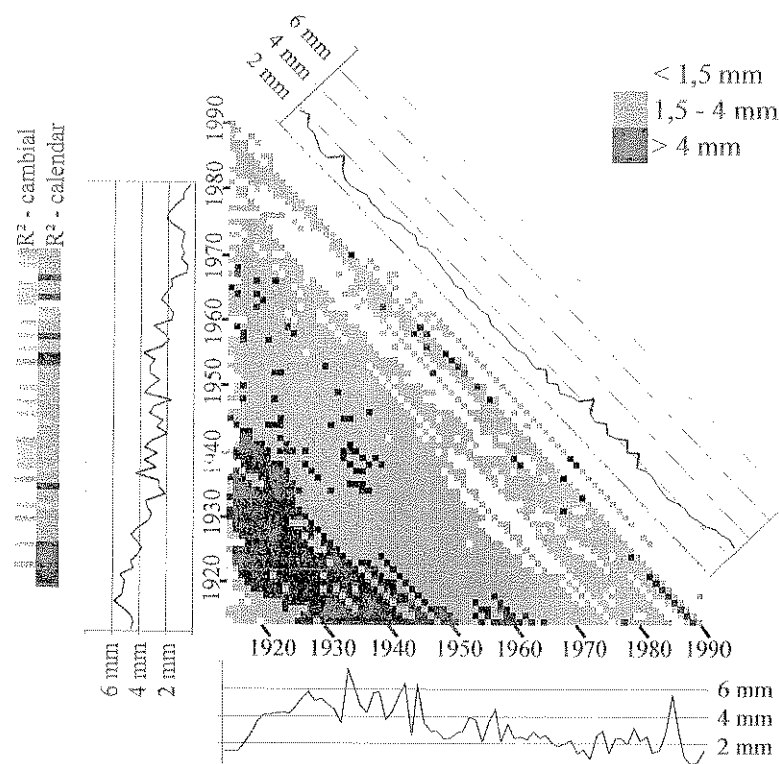 6 mm
4 mm
2 mm
< 1,5 mm
1,5 - 4 mm
> 4 mm
R² - cambial
R² - calendar
1990
1980
1970
1960
1950
1940
1930
1920
6 mm
4 mm
2 mm
1920
1930
1940
1950
1960
1970
1980
1990
6 mm
4 mm
2 mm